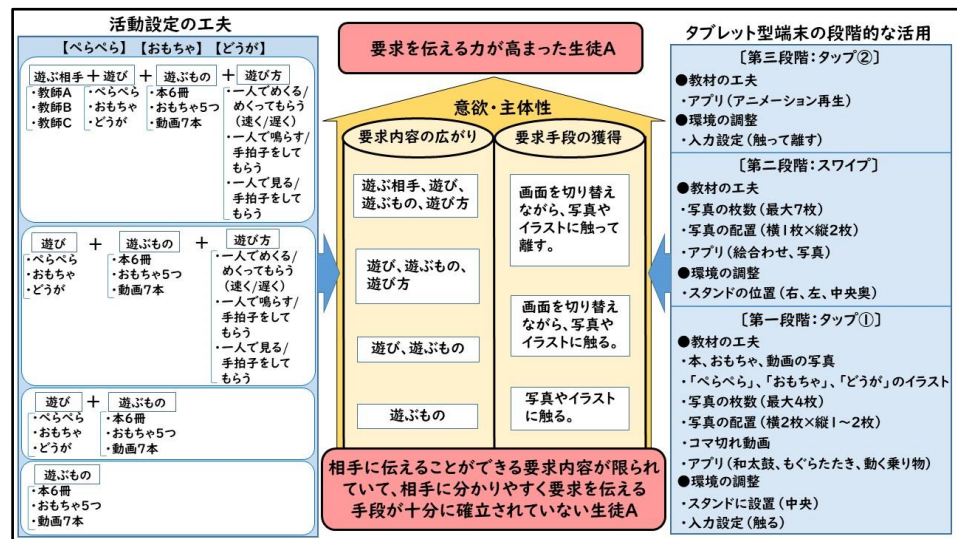 活動設定の工夫
【ぺらぺら】【おもちゃ】【どうが】
遊ぶ相手+遊び + 遊ぶもの + 遊び方
・教師A
・教師B
・教師C
・ぺらぺら
・おもちゃ
・どうが
・本6冊
・おもちゃ5つ
・動画7本
・一人でめくる/
めくってもらう
(速く/遅く)
・一人で鳴らす/
手拍子をして
もらう
・一人で見る/
手拍子をして
もらう
遊び + 遊ぶもの + 遊び方
・ぺらぺら
・おもちゃ
・どうが
・本6冊
・おもちゃ5つ
・動画7本
・一人でめくる/
めくってもらう
(速く/遅く)
・一人で鳴らす/
手拍子をして
もらう
・一人で見る/
手拍子をして
もらう
遊び + 遊ぶもの
・ぺらぺら
・おもちゃ
・どうが
・本6冊
・おもちゃ5つ
・動画7本
遊ぶもの
・本6冊
・おもちゃ5つ
・動画7本
要求を伝える力が高まった生徒A
意欲・主体性
要求内容の広がり
遊ぶ相手、遊び、
遊ぶもの、遊び方
遊び、遊ぶもの、
遊び方
遊び、遊ぶもの
遊ぶもの
要求手段の獲得
画面を切り替え
ながら、写真や
イラストに触って
離す。
画面を切り替え
ながら、写真や
イラストに触る。
写真やイラスト
に触る。
相手に伝えることができる要求内容が限られ
ていて、相手に分かりやすく要求を伝える
手段が十分に確立されていない生徒A
タブレット型端末の段階的な活用
[第三段階:タップ②]
●教材の工夫
・アプリ(アニメーション再生)
●環境の調整
・入力設定(触って離す)
[第二段階:スワイプ]
●教材の工夫
・写真の枚数(最大7枚)
・写真の配置(横1枚×縦2枚)
・アプリ(絵合わせ、写真)
●環境の調整
・スタンドの位置(右、左、中央奥)
[第一段階:タップ①]
●教材の工夫
・本、おもちゃ、動画の写真
・「ぺらぺら」、「おもちゃ」、「どうが」のイラスト
・写真の枚数(最大4枚)
・写真の配置(横2枚×縦1~2枚)
・コマ切れ動画
・アプリ(和太鼓、もぐらたたき、動く乗り物)
●環境の調整
・スタンドに設置(中央)
・入力設定(触る)